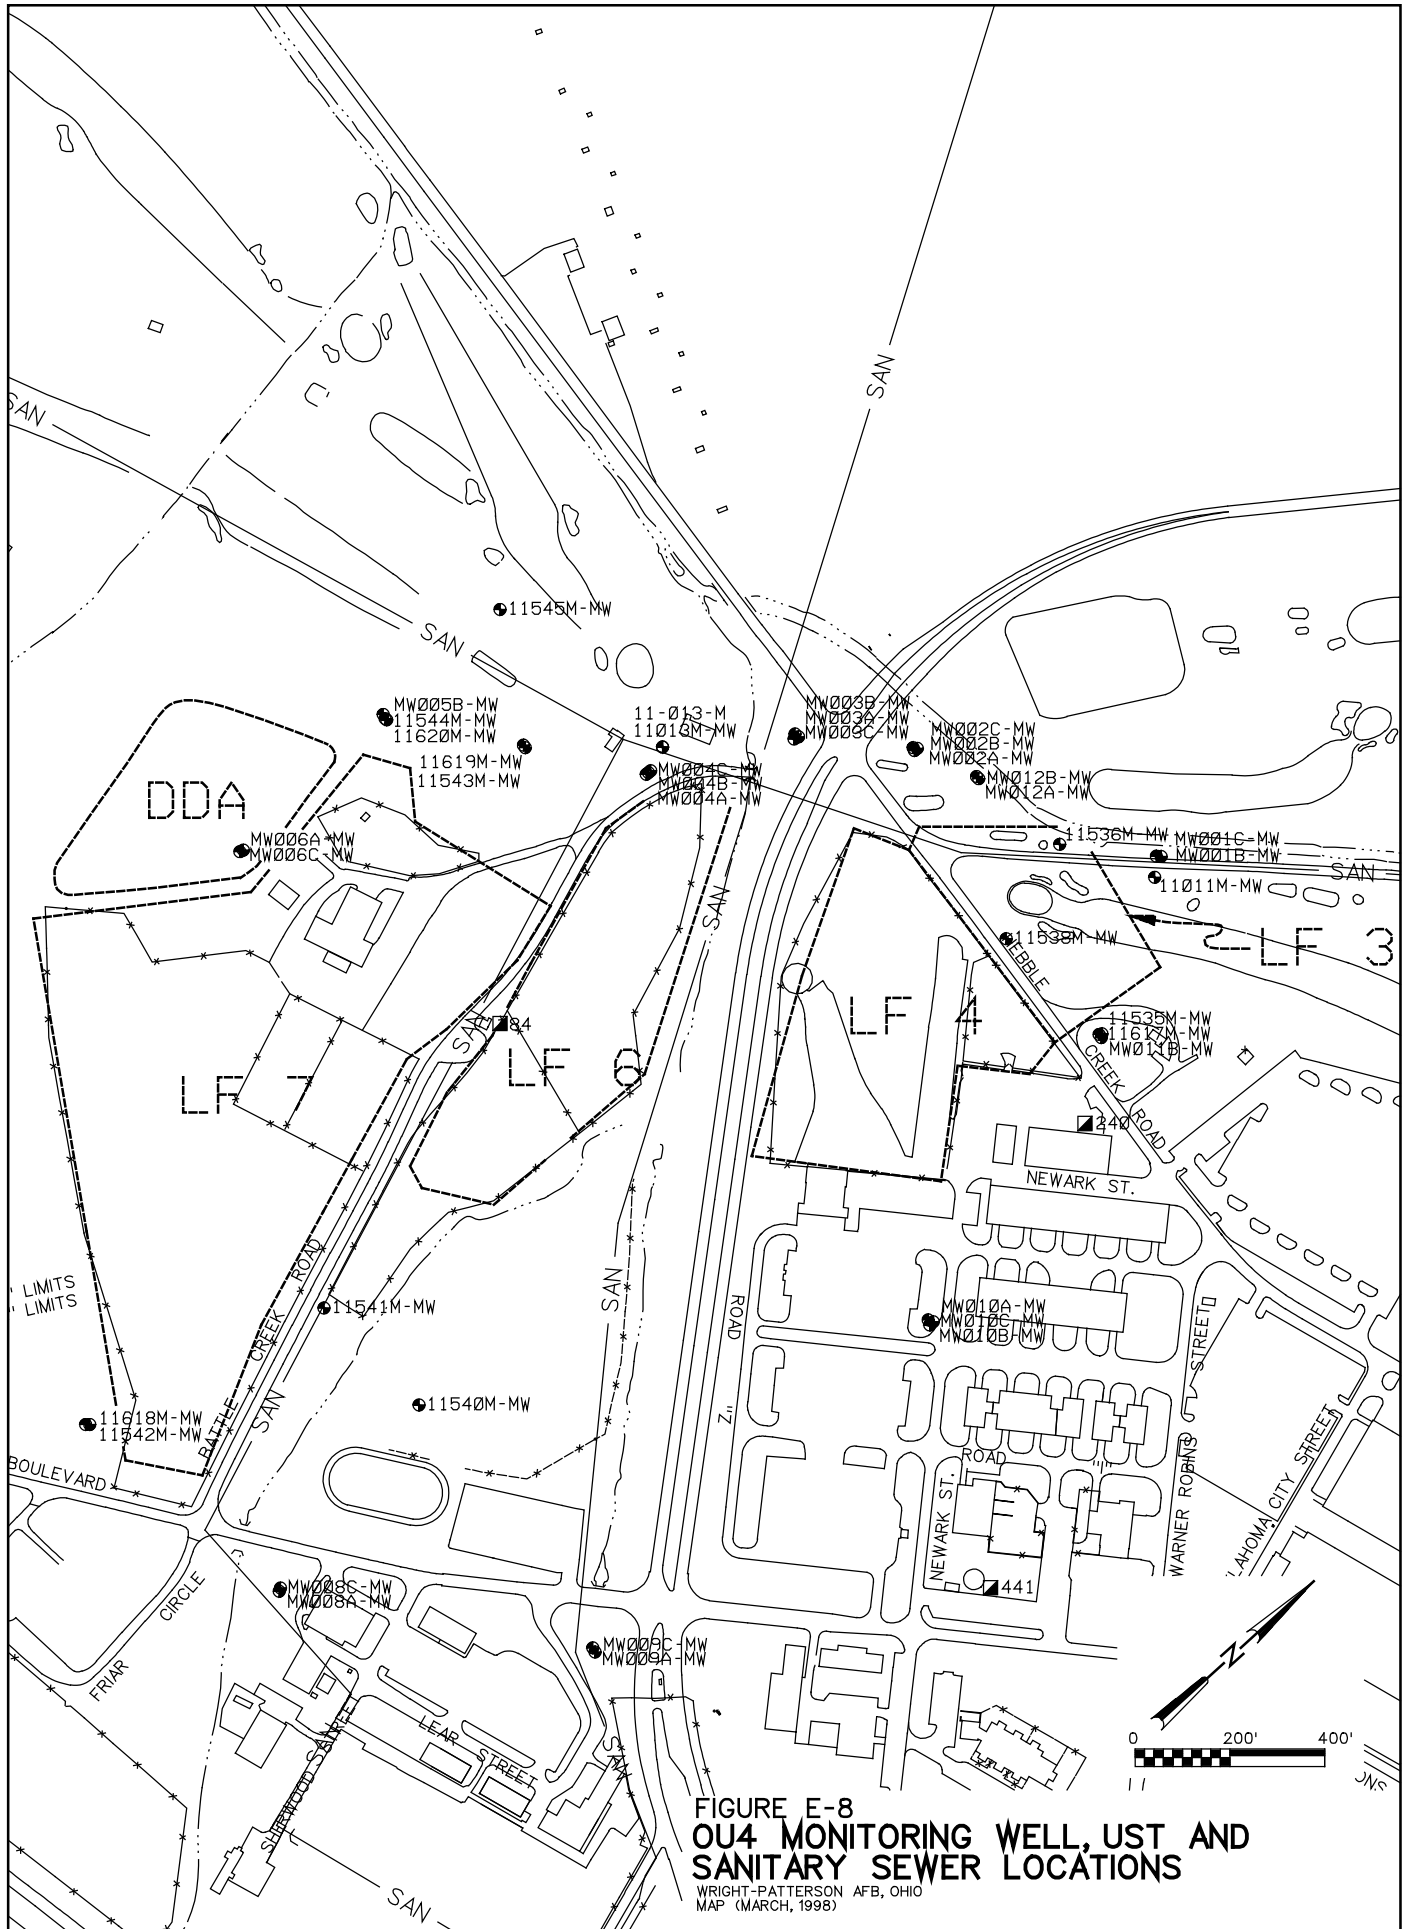 SAN
SAN
11545M-MW
SAN
MW005B-MW
11544M-MW
11620M-MW
11619M-MW
11543M-MW
11-013-M
11013M-MW
MW003B-MW
MW003A-MW
MW003C-MW
MW002C-MW
MW002B-MW
MW002A-MW
MW004C-MW
MW004B-MW
MW004A-MW
MW012B-MW
MW012A-MW
DDA
MW006A-MW
MW006C-MW
11536M-MW
MW001C-MW
MW001B-MW
11011M-MW
SAN
SAN
11538M-MW
LF 3
LF 4
SAN
84
LF 6
LF 7
11535M-MW
11617M-MW
MW011B-MW
CREEK
ROAD
240
NEWARK ST.
LIMITS
LIMITS
ROAD
CREEK
BATTLE
11541M-MW
SAN
ROAD
"Z
MW010A-MW
MW010C-MW
MW010B-MW
STREET
WARNER ROBINS
11540M-MW
SAN
11618M-MW
11542M-MW
BOULEVARD
ROAD
"I"
NEWARK ST.
LAHOMA CITY STREET
441
MW008C-MW
MW008A-MW
CIRCLE
FRIAR
MW009C-MW
MW009A-MW
LEAR
STREET
SHERWOOD STREE
SAN
SAN
SAN
N
0 200' 400'
FIGURE E-8
OU4 MONITORING WELL, UST AND
SANITARY SEWER LOCATIONS
WRIGHT-PATTERSON AFB, OHIO
MAP (MARCH, 1998)